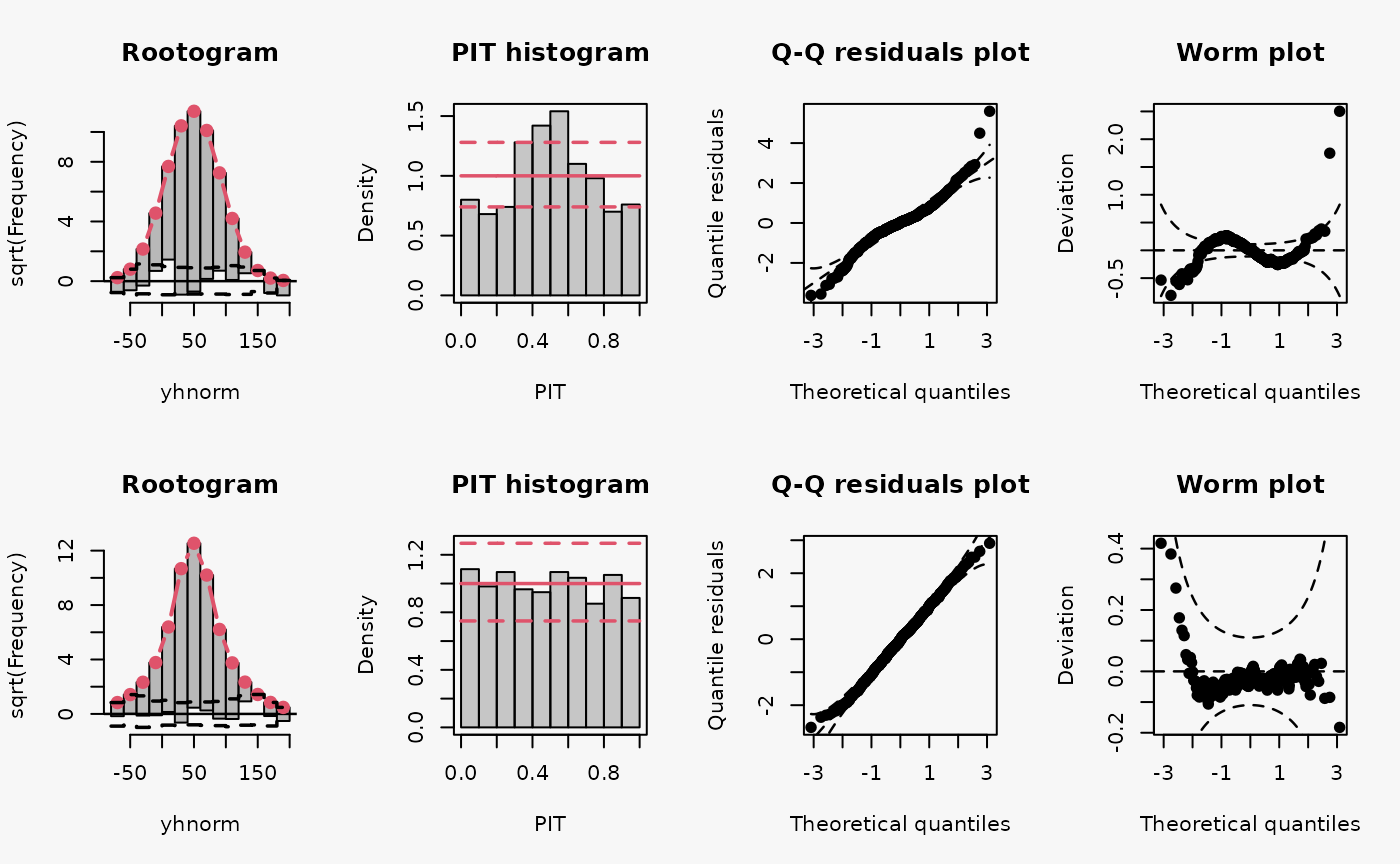 Rootogram
sqrt(Frequency)
0 4 8
-50 50 150
yhnorm
PIT histogram
Density
0.0 0.5 1.0 1.5
0.0 0.4 0.8
PIT
Q-Q residuals plot
Quantile residuals
-2 0 2 4
-3 -1 1 3
Theoretical quantiles
Worm plot
Deviation
-0.5 1.0 2.0
-3 -1 1 3
Theoretical quantiles
Rootogram
sqrt(Frequency)
0 4 8 12
-50 50 150
yhnorm
PIT histogram
Density
0.0 0.4 0.8 1.2
0.0 0.4 0.8
PIT
Q-Q residuals plot
Quantile residuals
-2 0 2
-3 -1 1 3
Theoretical quantiles
Worm plot
Deviation
-0.2 0.0 0.2 0.4
-3 -1 1 3
Theoretical quantiles